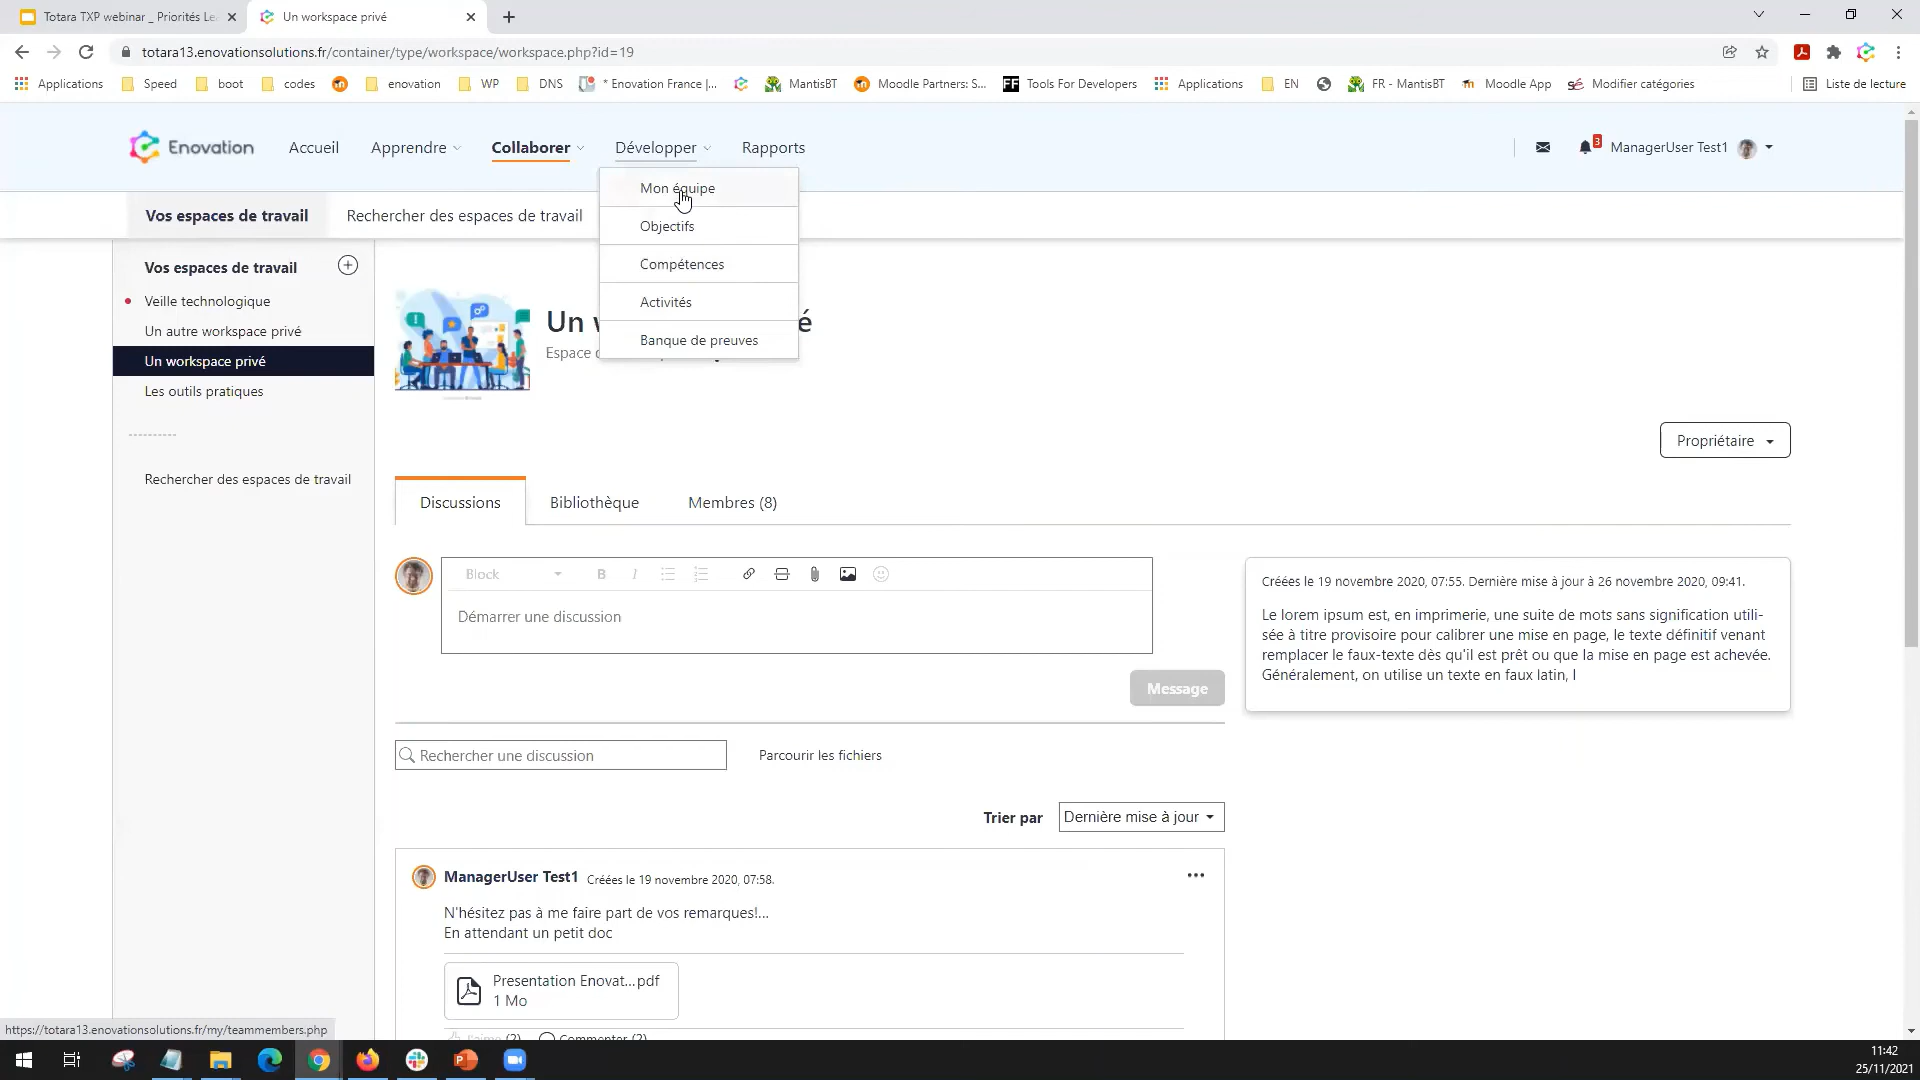 Totara TXP webinar _ Priorités Le
Un workspace privé
totara13.enovationsolutions.fr/container/type/workspace/workspace.php?id=19
Applications
Speed
boot
codes
enovation
WP
DNS
* Enovation France |...
MantisBT
Moodle Partners: S...
FF
Tools For Developers
Applications
EN
FR - MantisBT
Moodle App
Modifier catégories
Liste de lecture
Enovation
Accueil
Apprendre
Collaborer
Développer
Rapports
3
ManagerUser Test1
Mon équipe
Objectifs
Compétences
Activités
Banque de preuves
Vos espaces de travail
Rechercher des espaces de travail
Vos espaces de travail
Veille technologique
Un autre workspace privé
Un workspace privé
Les outils pratiques
----------
Rechercher des espaces de travail
Un
Espace
Propriétaire
Discussions
Bibliothèque
Membres (8)
Block
B
I
Démarrer une discussion
Message
Créées le 19 novembre 2020, 07:55. Dernière mise à jour à 26 novembre 2020, 09:41.
Le lorem ipsum est, en imprimerie, une suite de mots sans signification utili-
sée à titre provisoire pour calibrer une mise en page, le texte définitif venant
remplacer le faux-texte dès qu'il est prêt ou que la mise en page est achevée.
Généralement, on utilise un texte en faux latin, l
Rechercher une discussion
Parcourir les fichiers
Trier par
Dernière mise à jour
ManagerUser Test1 Créées le 19 novembre 2020, 07:58.
N'hésitez pas à me faire part de vos remarques!...
En attendant un petit doc
Presentation Enovat...pdf
1 Mo
J'aime (2)
Commenter (2)
https://totara13.enovationsolutions.fr/my/teammembers.php
11:42
25/11/2021